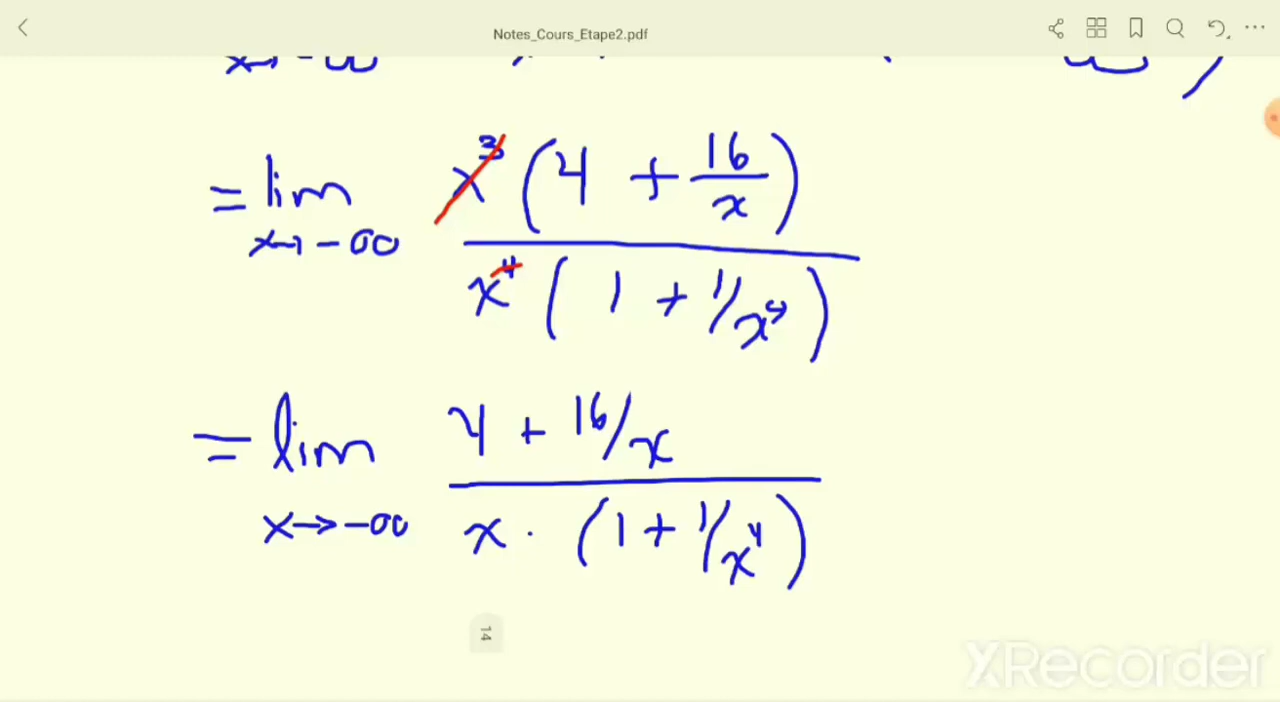 Notes_Cours_Etape2.pdf
x→-∞
= lim x³ (4 + 16/x)
x→-∞ x⁴ (1 + 1/x⁴)
= lim 4 + 16/x
x→-∞ x · (1 + 1/x⁴)
14
XRecorder